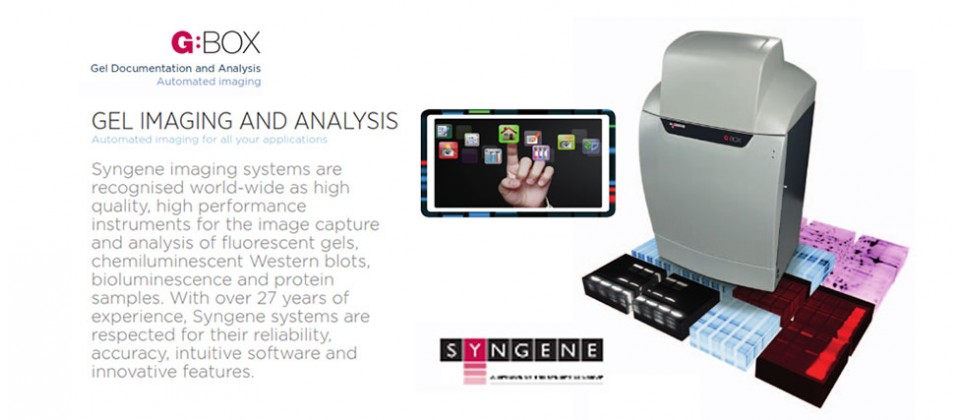 G:BOX
Gel Documentation and Analysis
Automated imaging
GEL IMAGING AND ANALYSIS
Automated imaging for all your applications
Syngene imaging systems are
recognised world-wide as high
quality, high performance
instruments for the image capture
and analysis of fluorescent gels,
chemiluminescent Western blots,
bioluminescence and protein
samples. With over 27 years of
experience, Syngene systems are
respected for their reliability,
accuracy, intuitive software and
innovative features.
G:BOX
SYNGENE